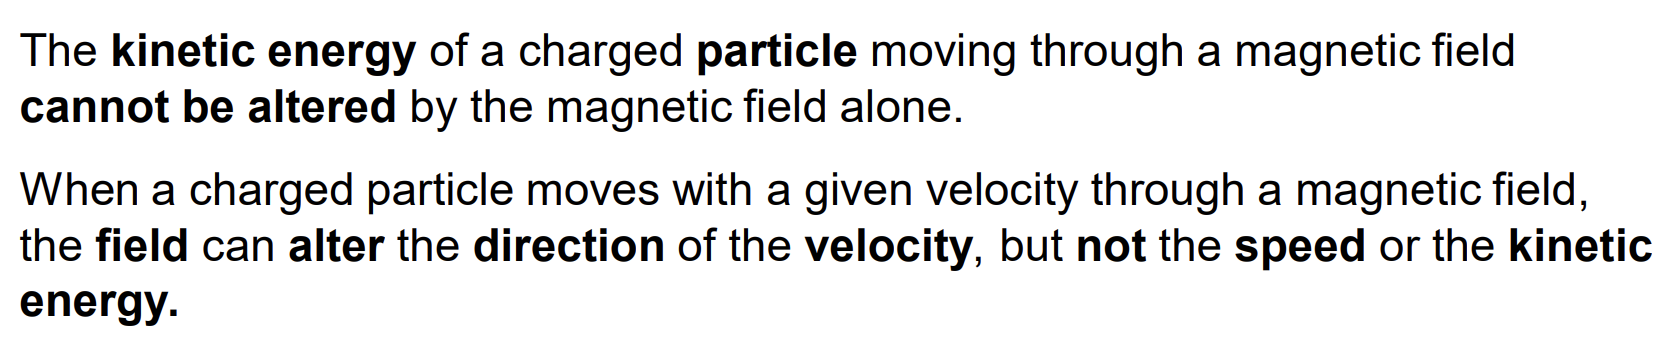 The kinetic energy of a charged particle moving through a magnetic field
cannot be altered by the magnetic field alone.
When a charged particle moves with a given velocity through a magnetic field,
the field can alter the direction of the velocity, but not the speed or the kinetic
energy.